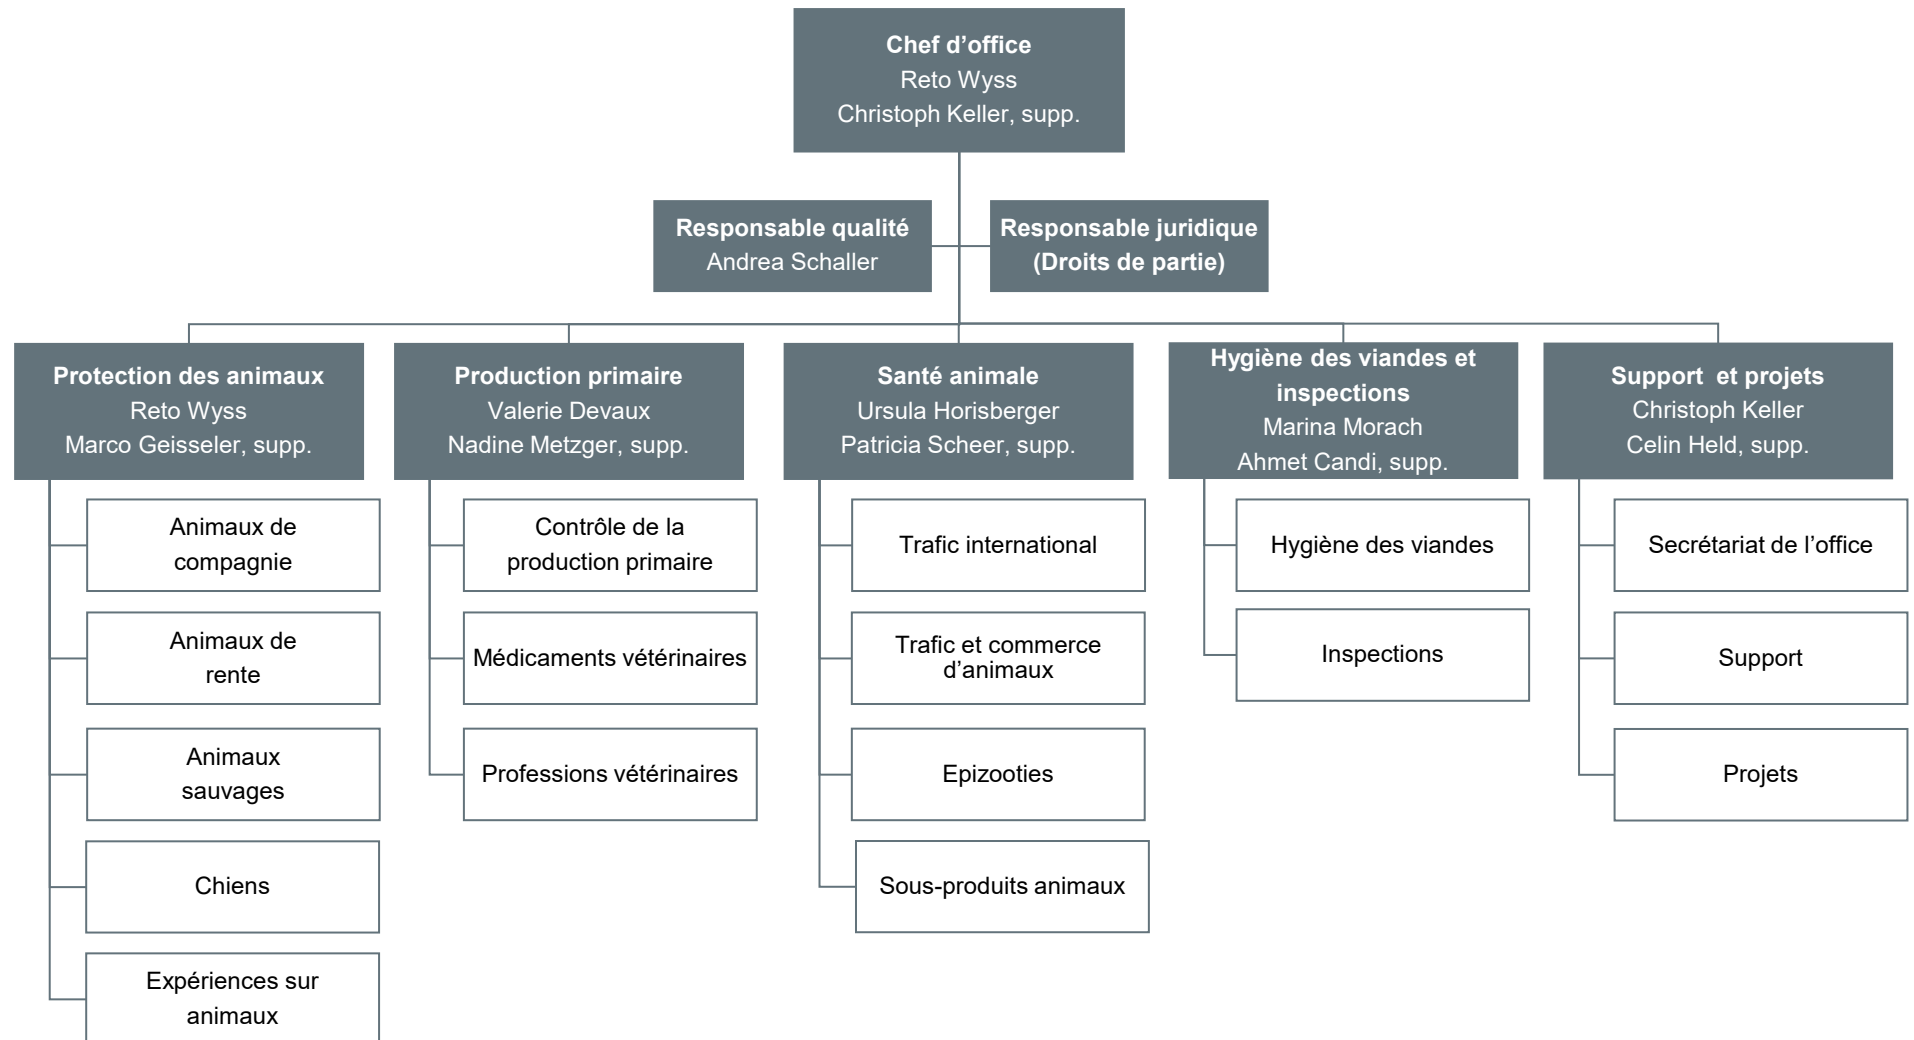 Chef d’office
Reto Wyss
Christoph Keller, supp.
Responsable qualité
Andrea Schaller
Responsable juridique
(Droits de partie)
Protection des animaux
Reto Wyss
Marco Geisseler, supp.
Animaux de
compagnie
Animaux de
rente
Animaux
sauvages
Chiens
Expériences sur
animaux
Production primaire
Valerie Devaux
Nadine Metzger, supp.
Contrôle de la
production primaire
Médicaments vétérinaires
Professions vétérinaires
Santé animale
Ursula Horisberger
Patricia Scheer, supp.
Trafic international
Trafic et commerce
d’animaux
Epizooties
Sous-produits animaux
Hygiène des viandes et
inspections
Marina Morach
Ahmet Candi, supp.
Hygiène des viandes
Inspections
Support  et projets
Christoph Keller
Celin Held, supp.
Secrétariat de l’office
Support
Projets